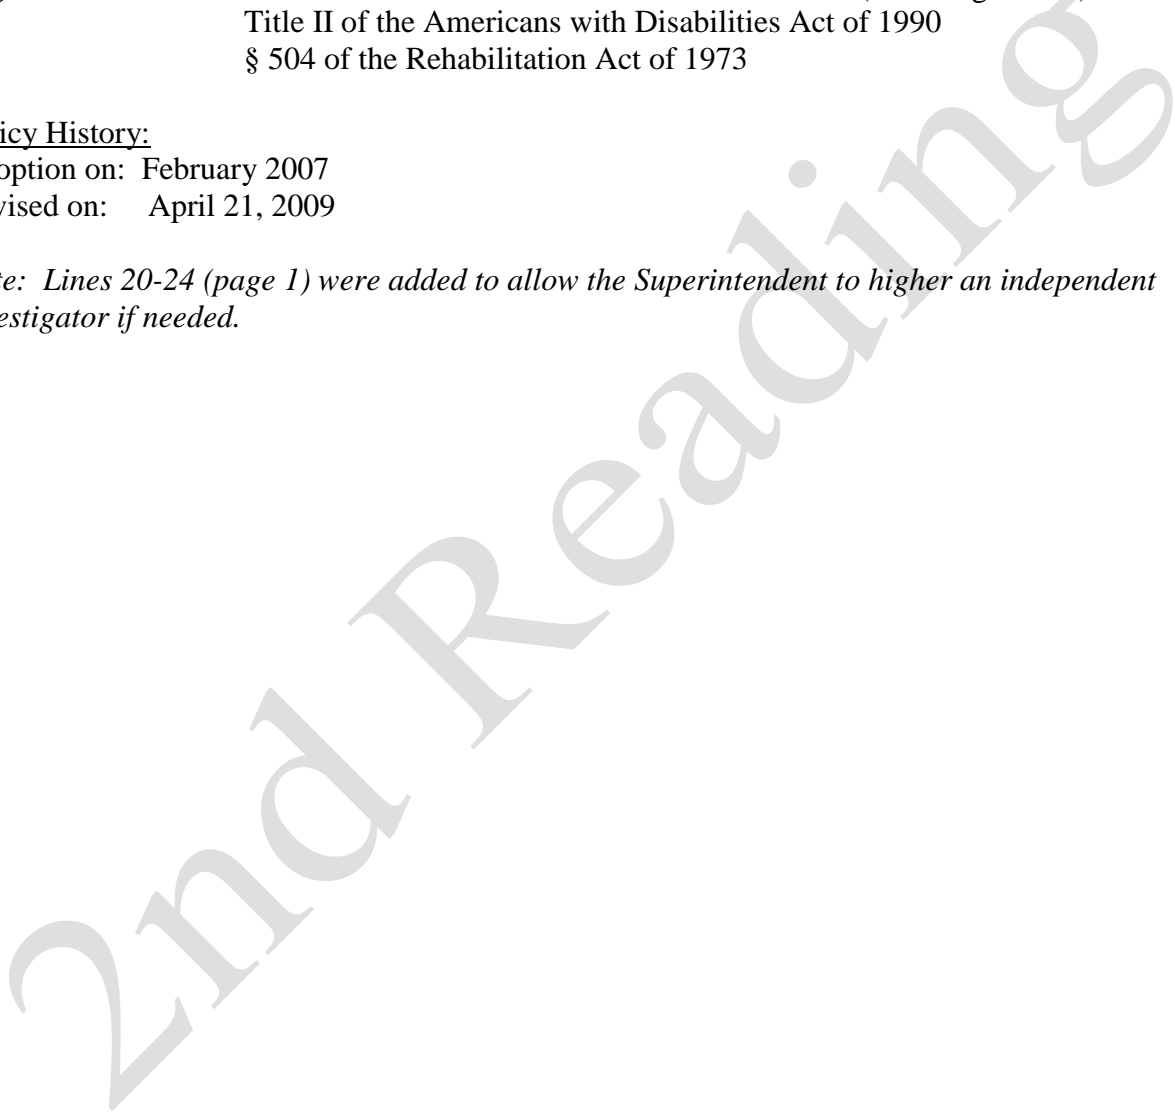 Title II of the Americans with Disabilities Act of 1990
§ 504 of the Rehabilitation Act of 1973
icy History:
option on: February 2007
vised on: April 21, 2009
te: Lines 20-24 (page 1) were added to allow the Superintendent to higher an independent
estigator if needed.
2nd Reading